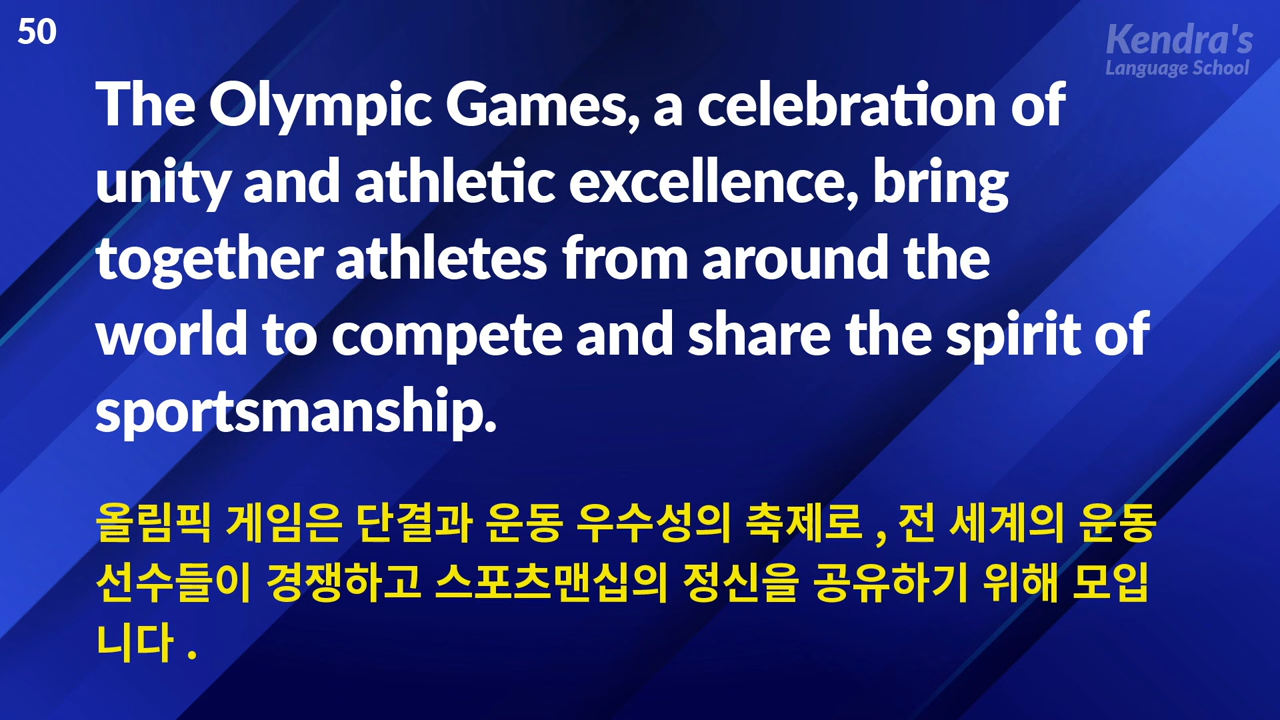 50
Kendra's
Language School
The Olympic Games, a celebration of
unity and athletic excellence, bring
together athletes from around the
world to compete and share the spirit of
sportsmanship.
올림픽 게임은 단결과 운동 우수성의 축제로 , 전 세계의 운동
선수들이 경쟁하고 스포츠맨십의 정신을 공유하기 위해 모입
니다 .